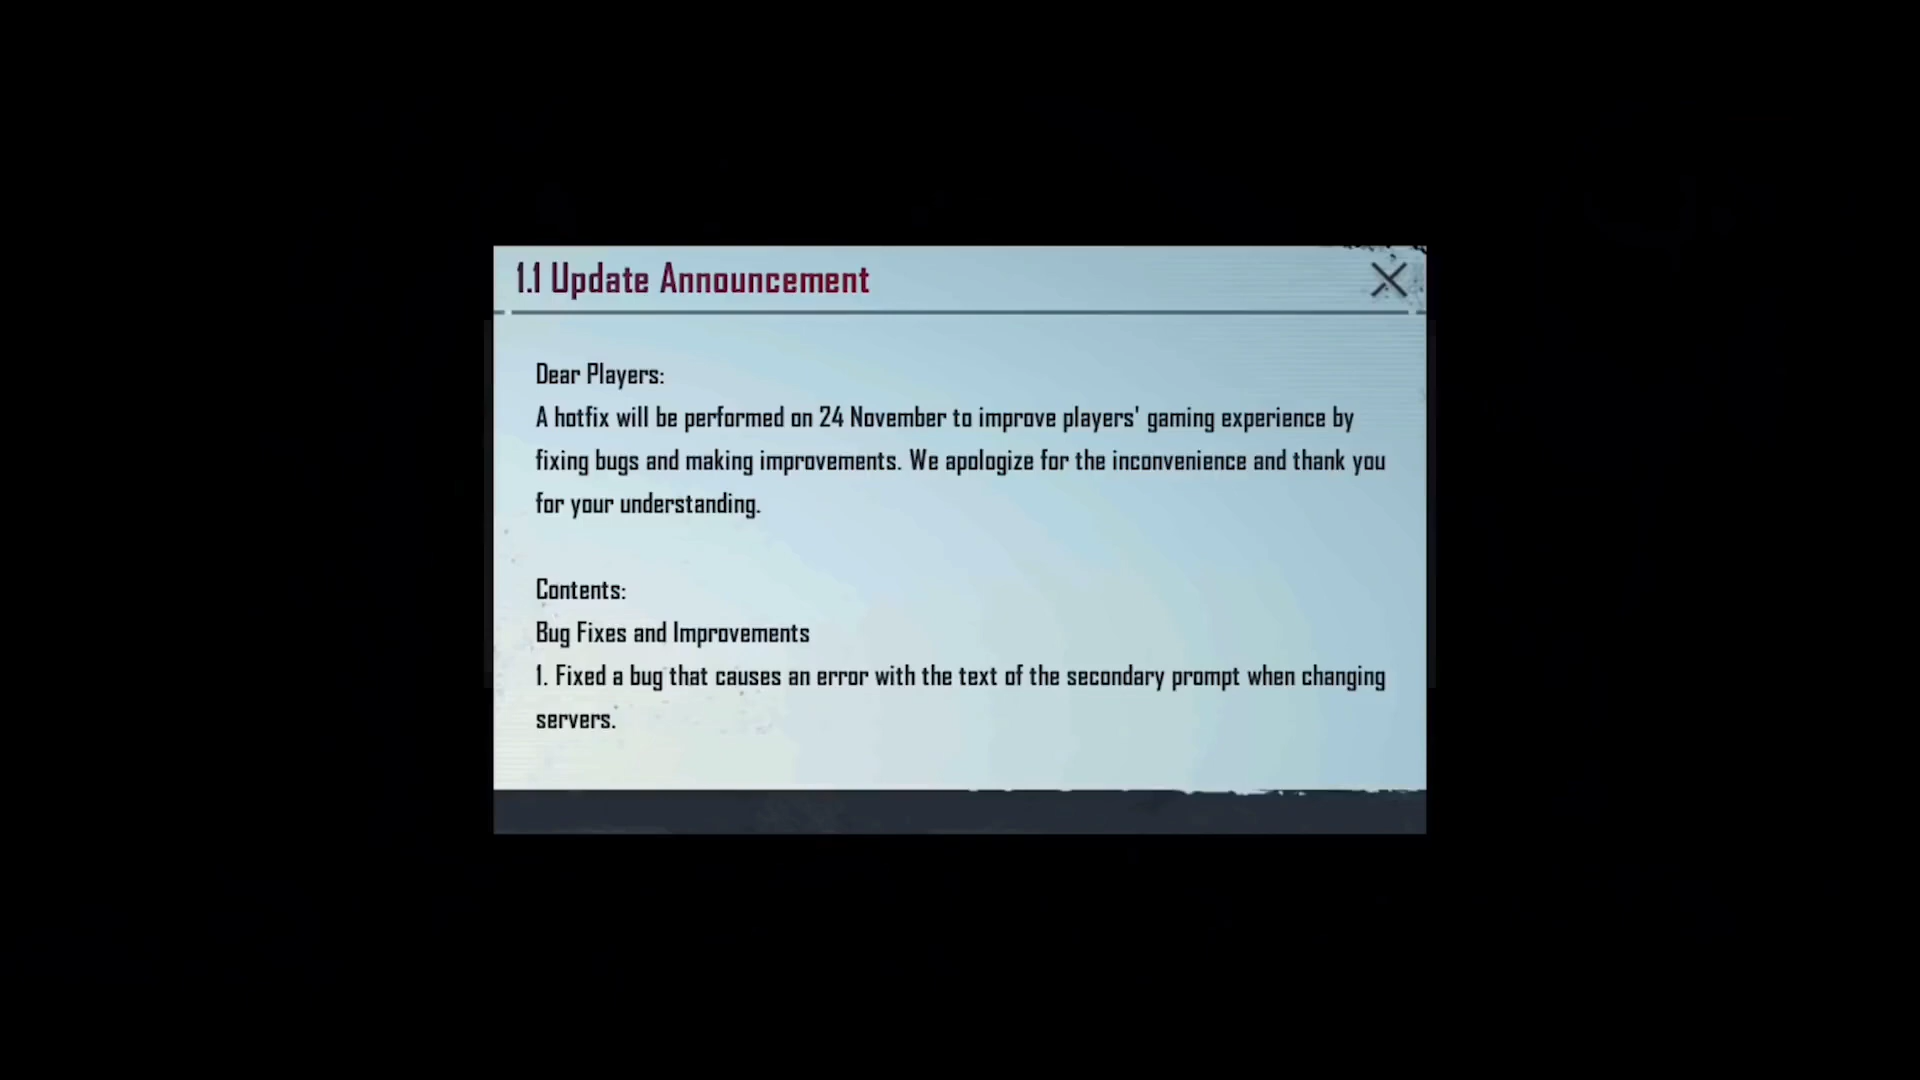 1.1 Update Announcement
Dear Players:
A hotfix will be performed on 24 November to improve players' gaming experience by
fixing bugs and making improvements. We apologize for the inconvenience and thank you
for your understanding.
Contents:
Bug Fixes and Improvements
1. Fixed a bug that causes an error with the text of the secondary prompt when changing
servers.